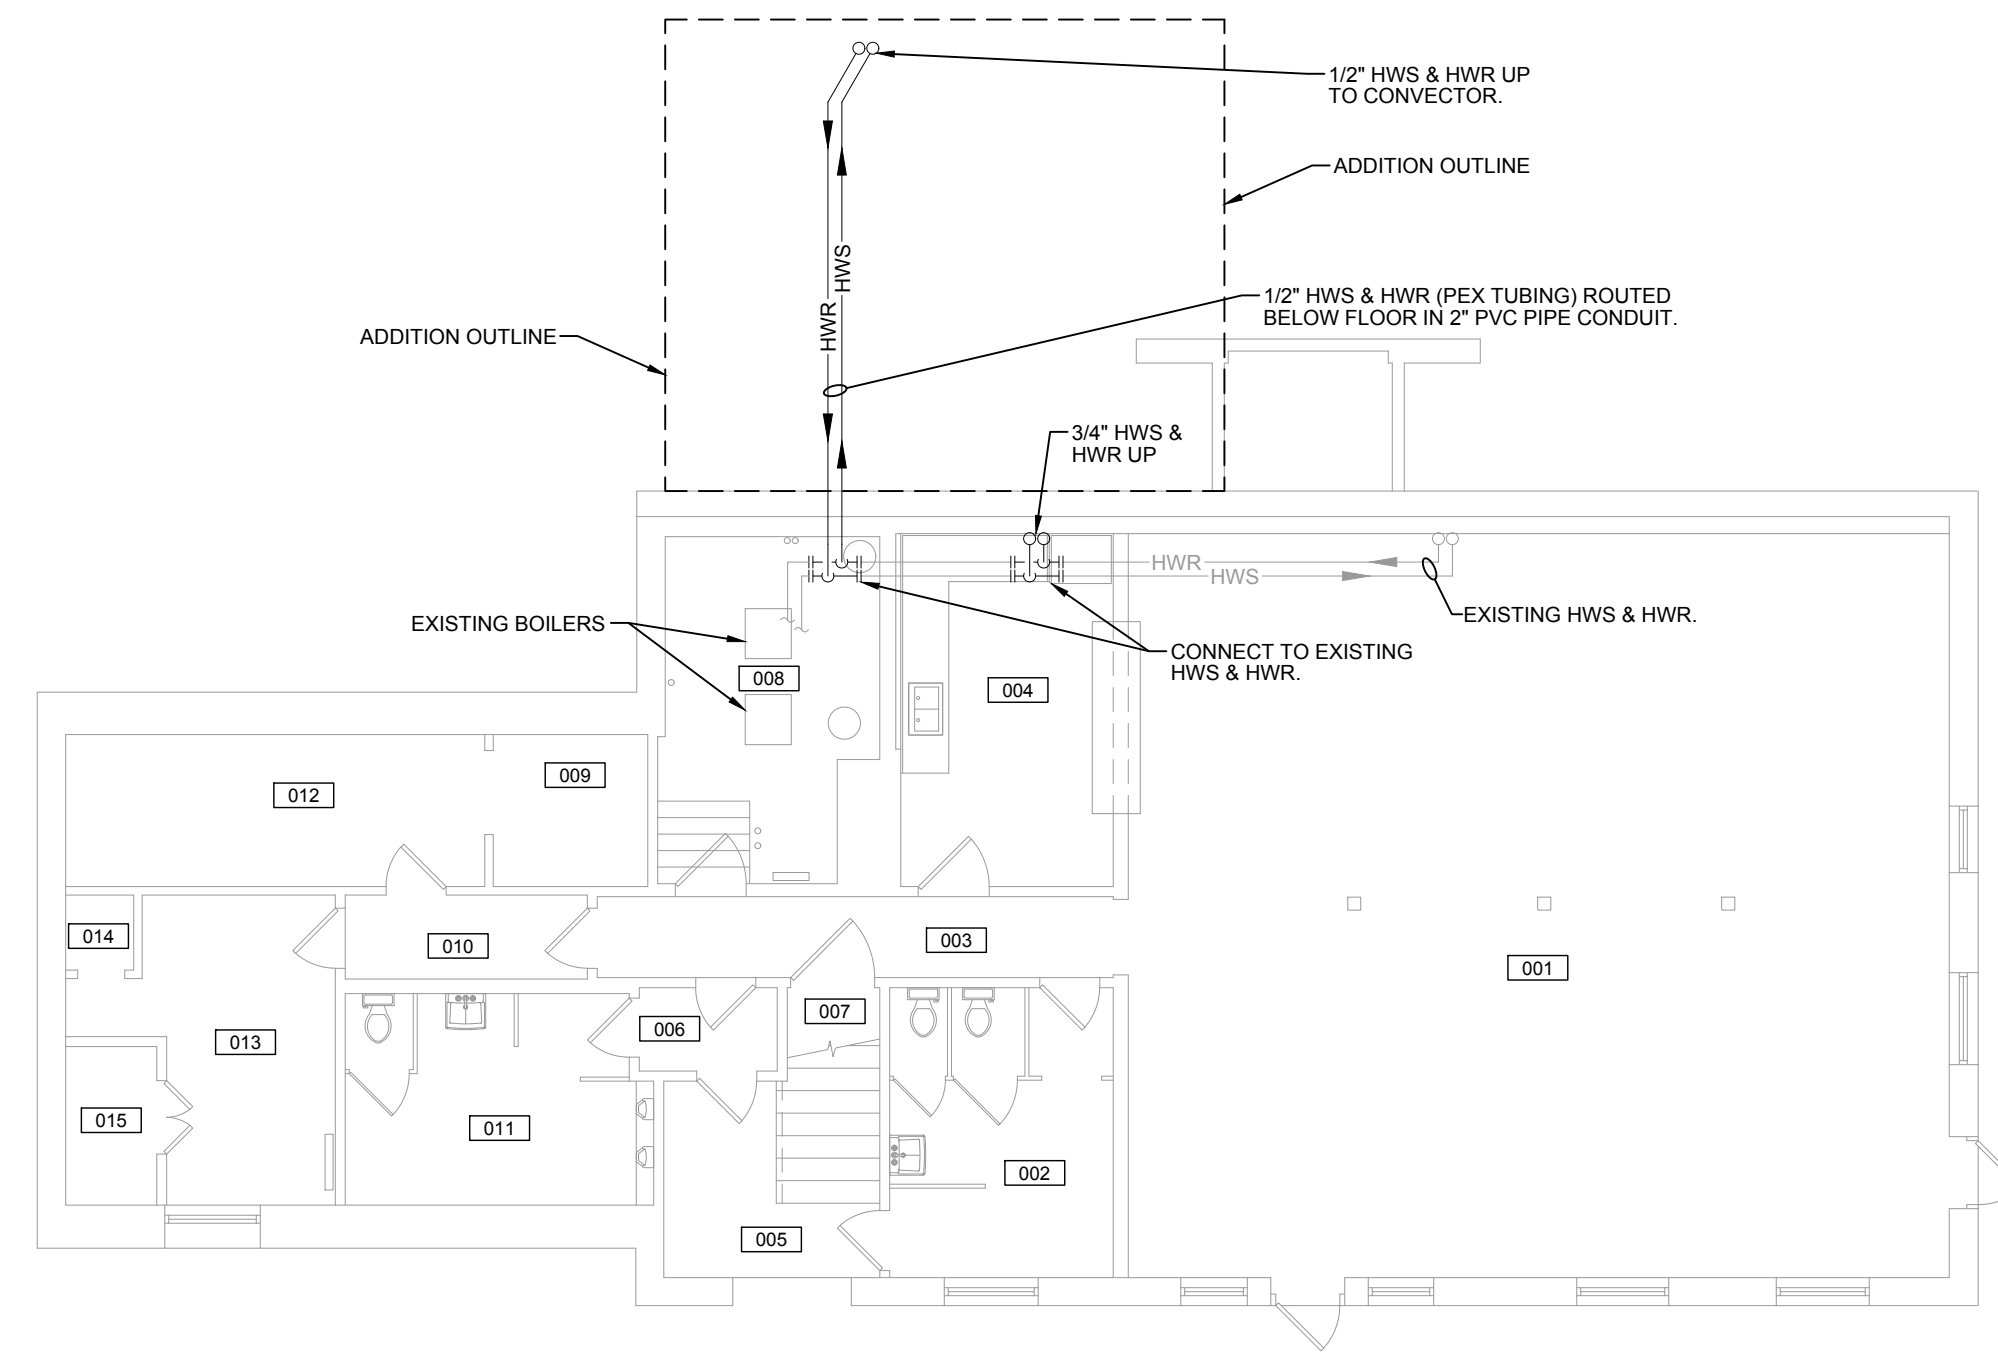 1/2" HWS & HWR UP
TO CONVECTOR.
ADDITION OUTLINE
HWS
HWR
1/2" HWS & HWR (PEX TUBING) ROUTED
BELOW FLOOR IN 2" PVC PIPE CONDUIT.
ADDITION OUTLINE
3/4" HWS &
HWR UP
HWR
HWS
EXISTING BOILERS
EXISTING HWS & HWR.
CONNECT TO EXISTING
HWS & HWR.
008
004
009
012
014
010
003
001
007
006
013
015
011
002
005